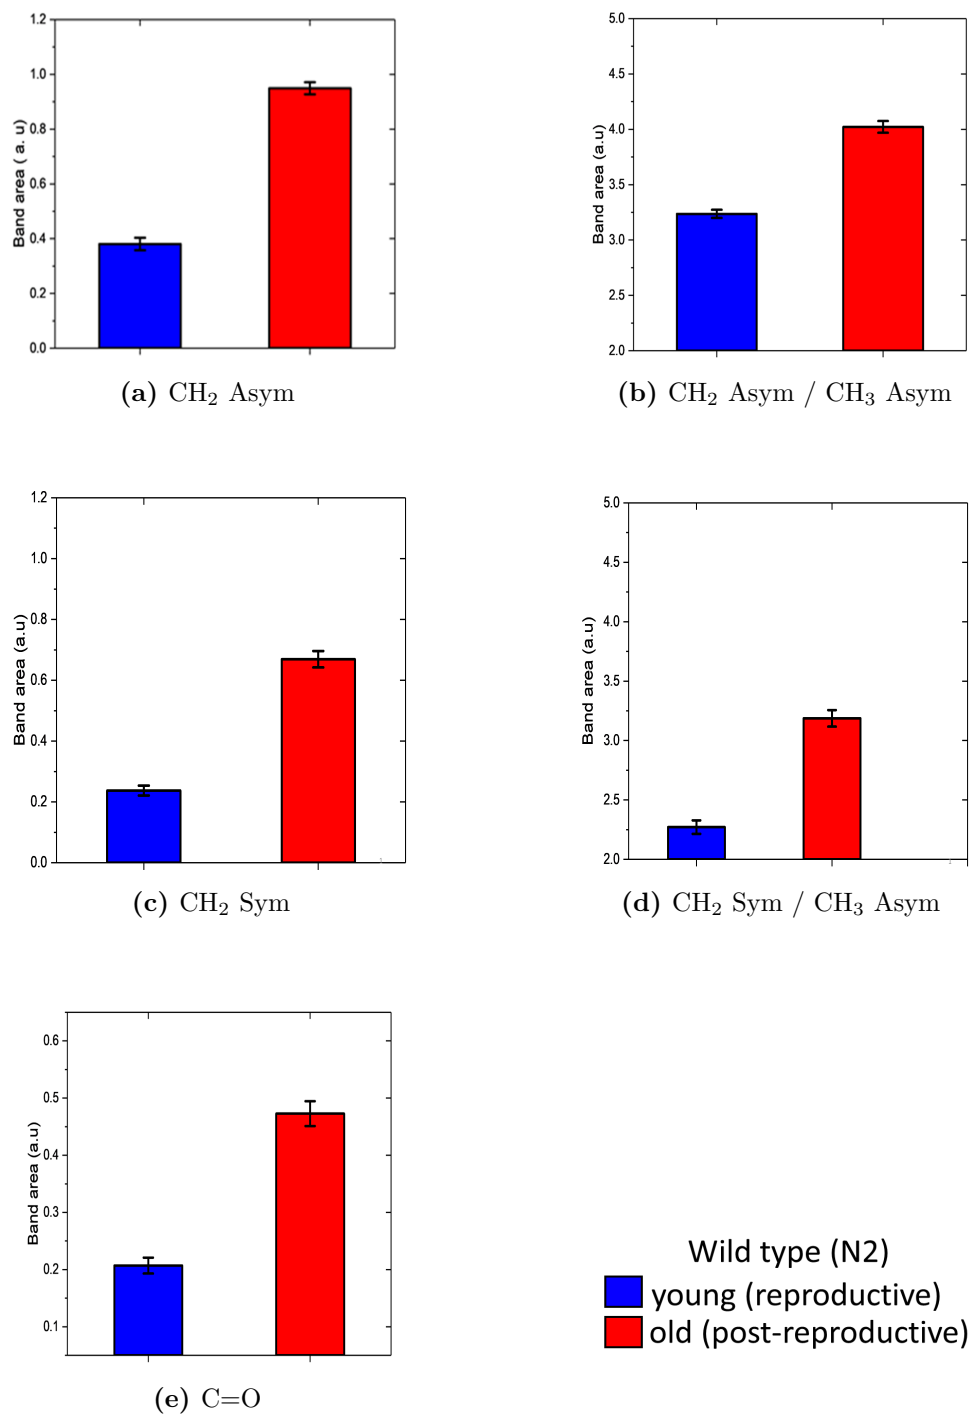 1.2
1.0
0.8
0.6
0.4
0.2
0.0
Band area ( a. u)
(a) CH₂ Asym
5.0
4.5
4.0
3.5
3.0
2.5
2.0
Band area (a.u)
(b) CH₂ Asym / CH₃ Asym
1.2
1.0
0.8
0.6
0.4
0.2
0.0
Band area (a.u)
(c) CH₂ Sym
5.0
4.5
4.0
3.5
3.0
2.5
2.0
Band area (a.u)
(d) CH₂ Sym / CH₃ Asym
0.6
0.5
0.4
0.3
0.2
0.1
Band area (a.u)
(e) C=O
Wild type (N2)
young (reproductive)
old (post-reproductive)